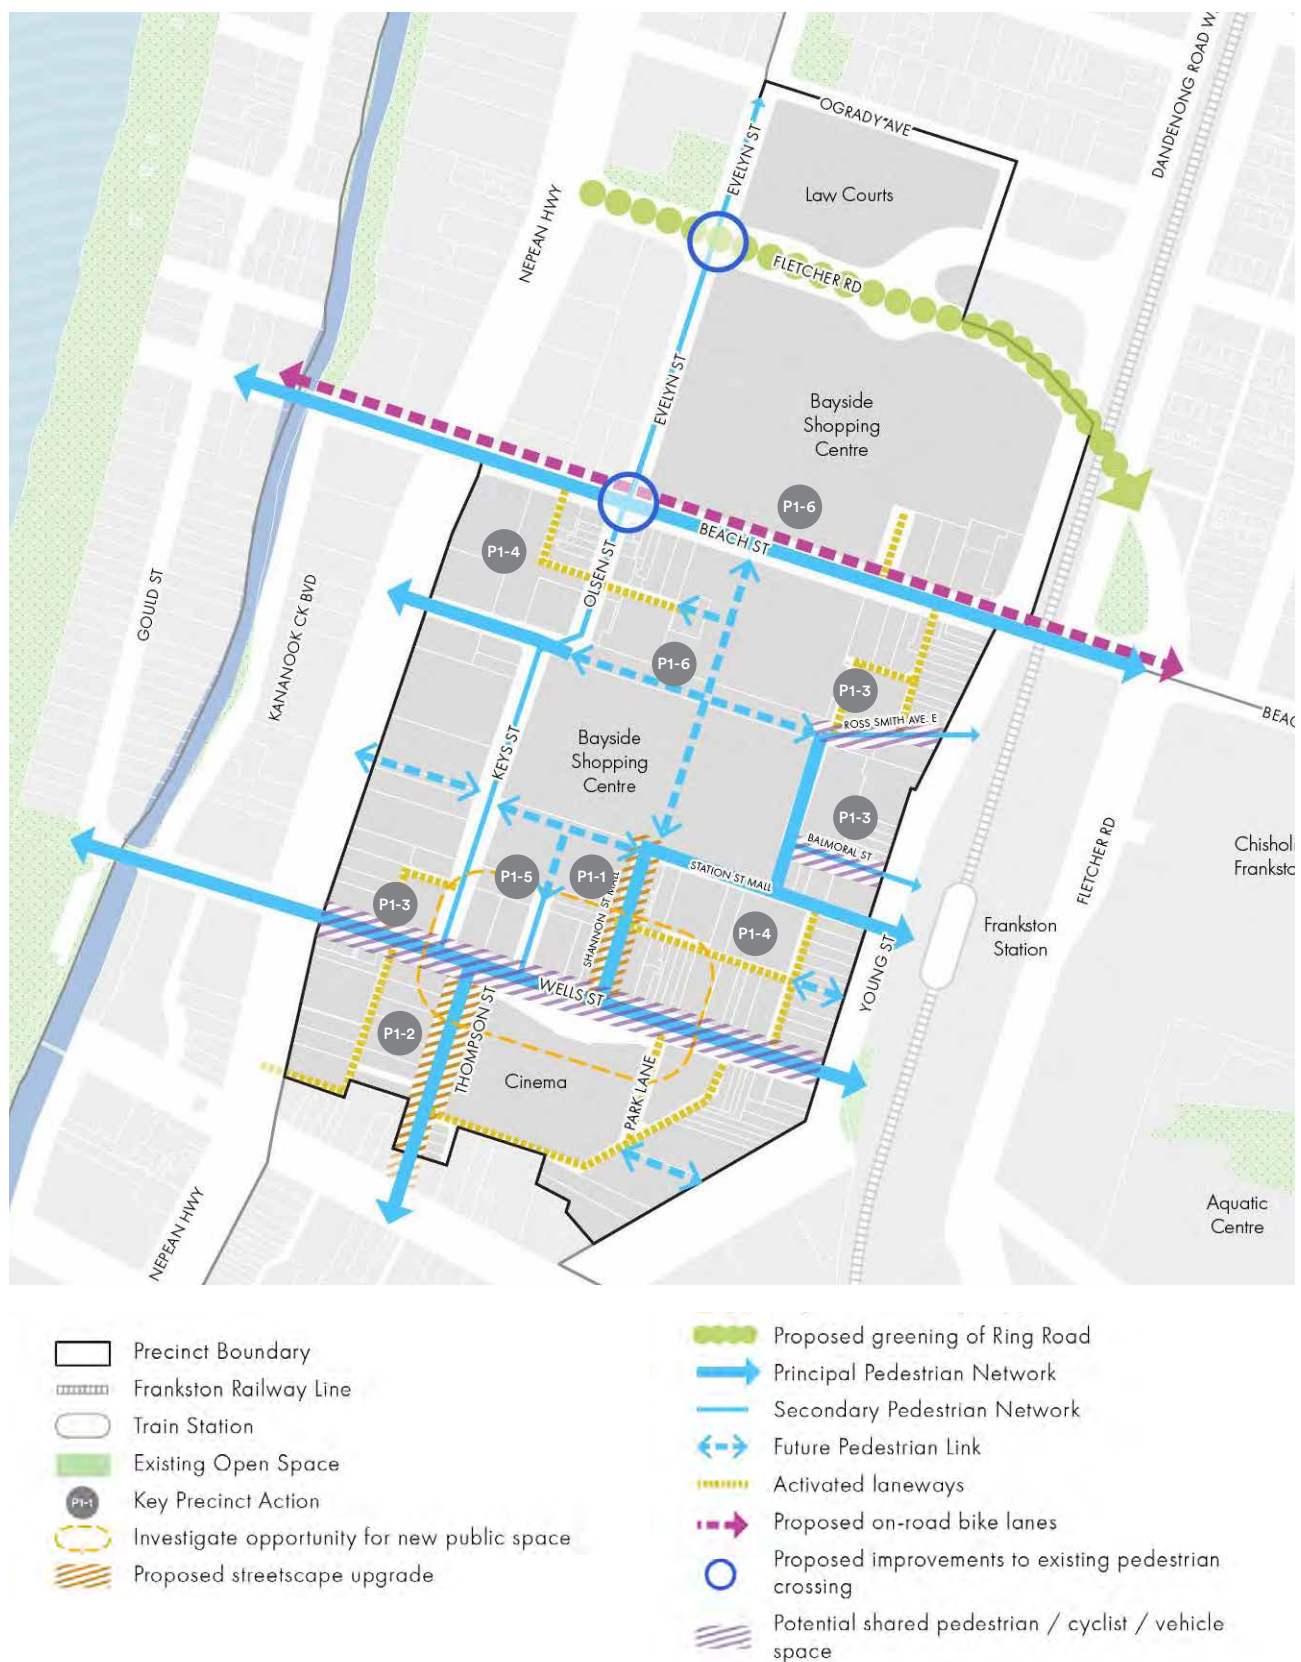 OGRADY AVE
DANDENONG ROAD W
EVELYN ST
Law Courts
NEPEAN HWY
FLETCHER RD
EVELYN ST
Bayside
Shopping
Centre
P1-6
BEACH ST
P1-4
OLSEN ST
GOULD ST
KANANOOK CK BVD
P1-6
P1-3
ROSS SMITH AVE. E
BEAC
KEYS ST
Bayside
Shopping
Centre
P1-3
BALMORAL ST
FLETCHER RD
Chishol
Franksto
P1-5
P1-1
STATION ST MALL
P1-3
SHANNON ST MALL
P1-4
Frankston
Station
YOUNG ST
WELLS ST
THOMPSON ST
P1-2
Cinema
PARK LANE
NEPEAN HWY
Aquatic
Centre
Precinct Boundary
Frankston Railway Line
Train Station
Existing Open Space
P1-1
Key Precinct Action
Investigate opportunity for new public space
Proposed streetscape upgrade
Proposed greening of Ring Road
Principal Pedestrian Network
Secondary Pedestrian Network
Future Pedestrian Link
Activated laneways
Proposed on-road bike lanes
Proposed improvements to existing pedestrian
crossing
Potential shared pedestrian / cyclist / vehicle
space